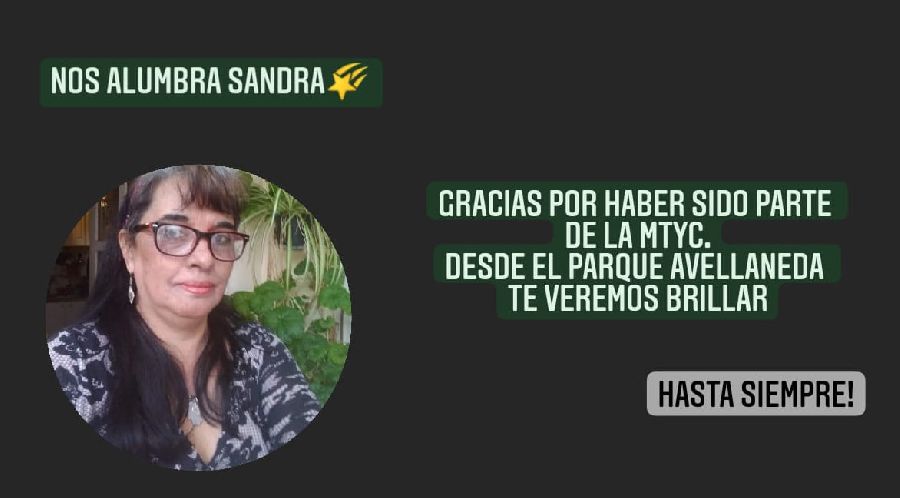 NOS ALUMBRA SANDRA
GRACIAS POR HABER SIDO PARTE
DE LA MTYC.
DESDE EL PARQUE AVELLANEDA
TE VEREMOS BRILLAR
HASTA SIEMPRE!